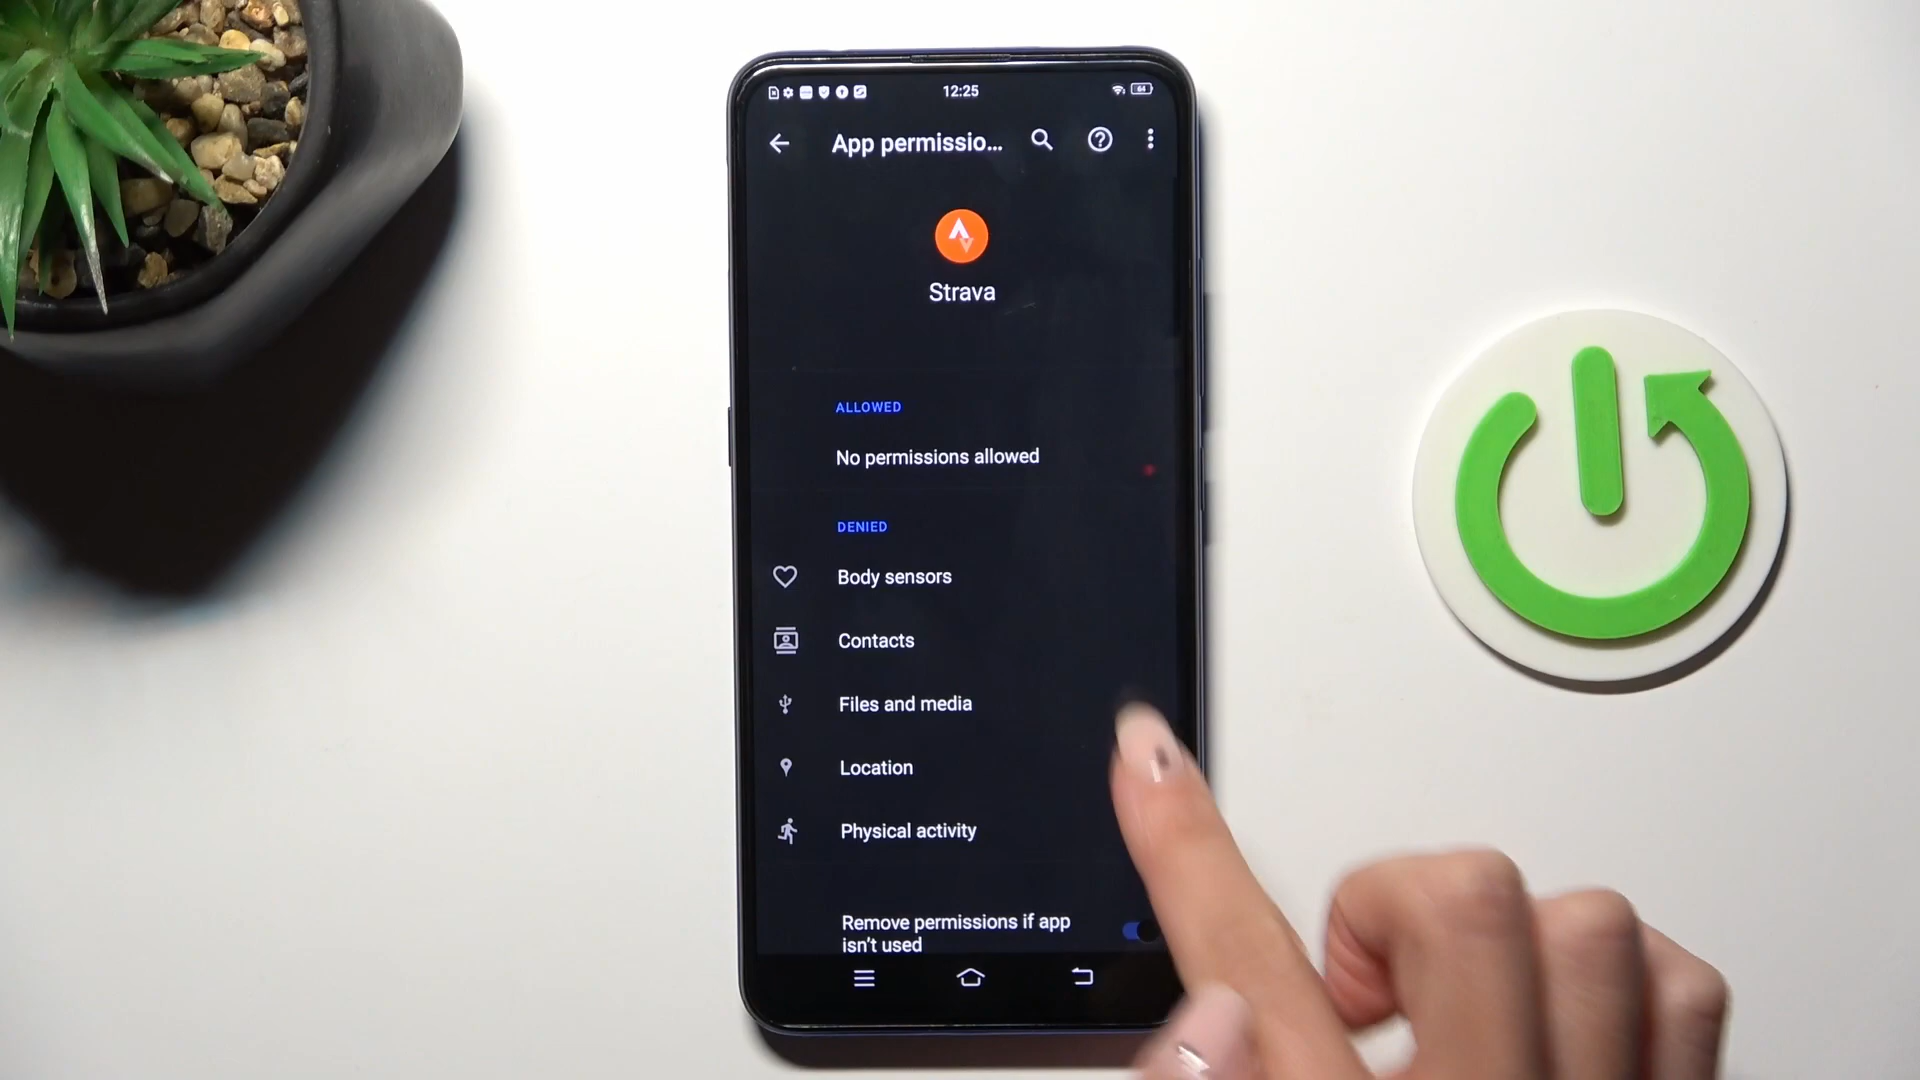 12:25
64
App permissio...
Strava
ALLOWED
No permissions allowed
DENIED
Body sensors
Contacts
Files and media
Location
Physical activity
Remove permissions if app
isn't used